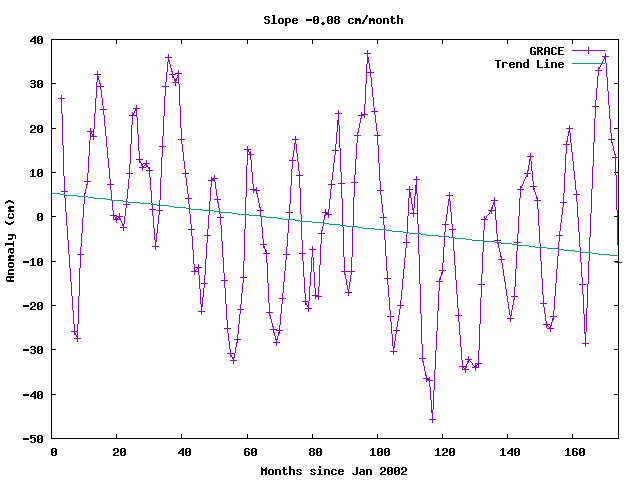 Slope -0.08 cm/month
GRACE
Trend Line
40
30
20
10
0
-10
-20
-30
-40
-50
Anomaly (cm)
0 20 40 60 80 100 120 140 160
Months since Jan 2002